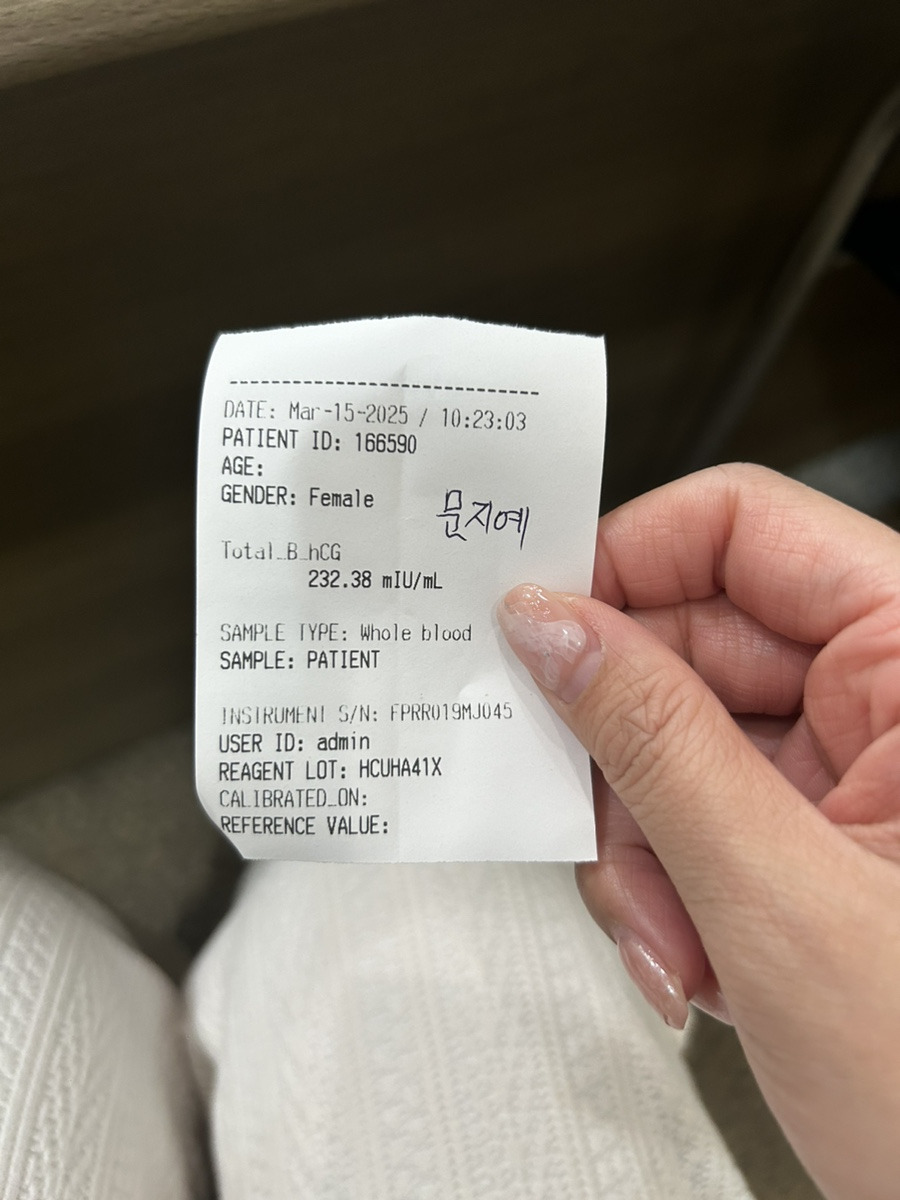 ------------------------------
DATE: Mar-15-2025 / 10:23:03
PATIENT ID: 166590
AGE:
GENDER: Female
문지예
Total_B_hCG
232.38 mIU/mL
SAMPLE TYPE: Whole blood
SAMPLE: PATIENT
INSTRUMENT S/N: FPRR019MJ045
USER ID: admin
REAGENT LOT: HCUHA41X
CALIBRATED_ON:
REFERENCE VALUE: